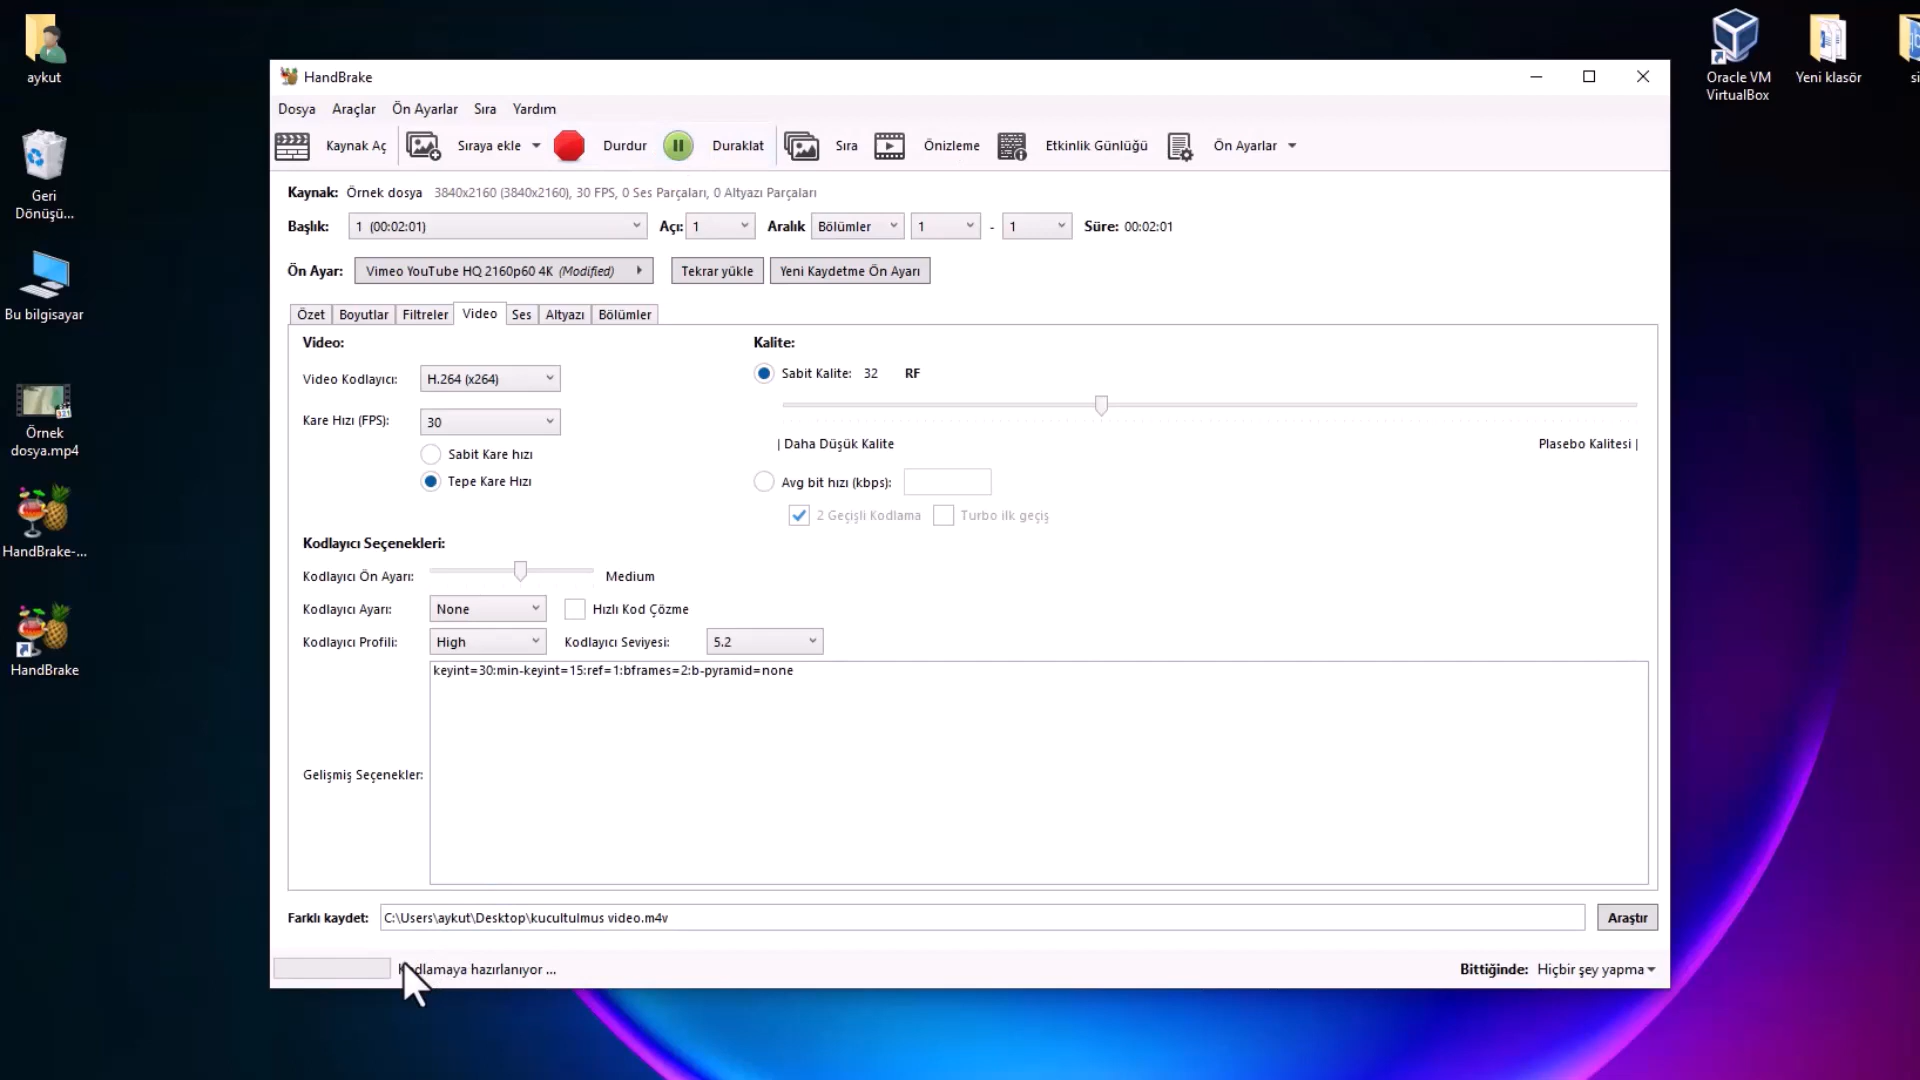 aykut
Geri
Dönüşü...
Bu bilgisayar
Örnek
dosya.mp4
HandBrake-...
HandBrake
Oracle VM
VirtualBox
Yeni klasör
si
HandBrake
Dosya Araçlar Ön Ayarlar Sıra Yardım
Kaynak Aç Sıraya ekle Durdur Duraklat Sıra Önizleme Etkinlik Günlüğü Ön Ayarlar
Kaynak: Örnek dosya 3840x2160 (3840x2160), 30 FPS, 0 Ses Parçaları, 0 Altyazı Parçaları
Başlık: 1 (00:02:01) Açı: 1 Aralık Bölümler 1 - 1 Süre: 00:02:01
Ön Ayar: Vimeo YouTube HQ 2160p60 4K (Modified) Tekrar yükle Yeni Kaydetme Ön Ayarı
Özet Boyutlar Filtreler Video Ses Altyazı Bölümler
Video: Kalite:
Video Kodlayıcı: H.264 (x264) Sabit Kalite: 32 RF
Kare Hızı (FPS): 30
| Daha Düşük Kalite Plasebo Kalitesi |
Sabit Kare hızı
Tepe Kare Hızı Avg bit hızı (kbps):
2 Geçişli Kodlama Turbo ilk geçiş
Kodlayıcı Seçenekleri:
Kodlayıcı Ön Ayarı: Medium
Kodlayıcı Ayarı: None Hızlı Kod Çözme
Kodlayıcı Profili: High Kodlayıcı Seviyesi: 5.2
keyint=30:min-keyint=15:ref=1:bframes=2:b-pyramid=none
Gelişmiş Seçenekler:
Farklı kaydet: C:\Users\aykut\Desktop\kucultulmus video.m4v Araştır
hazırlanıyor ... Bittiğinde: Hiçbir şey yapma